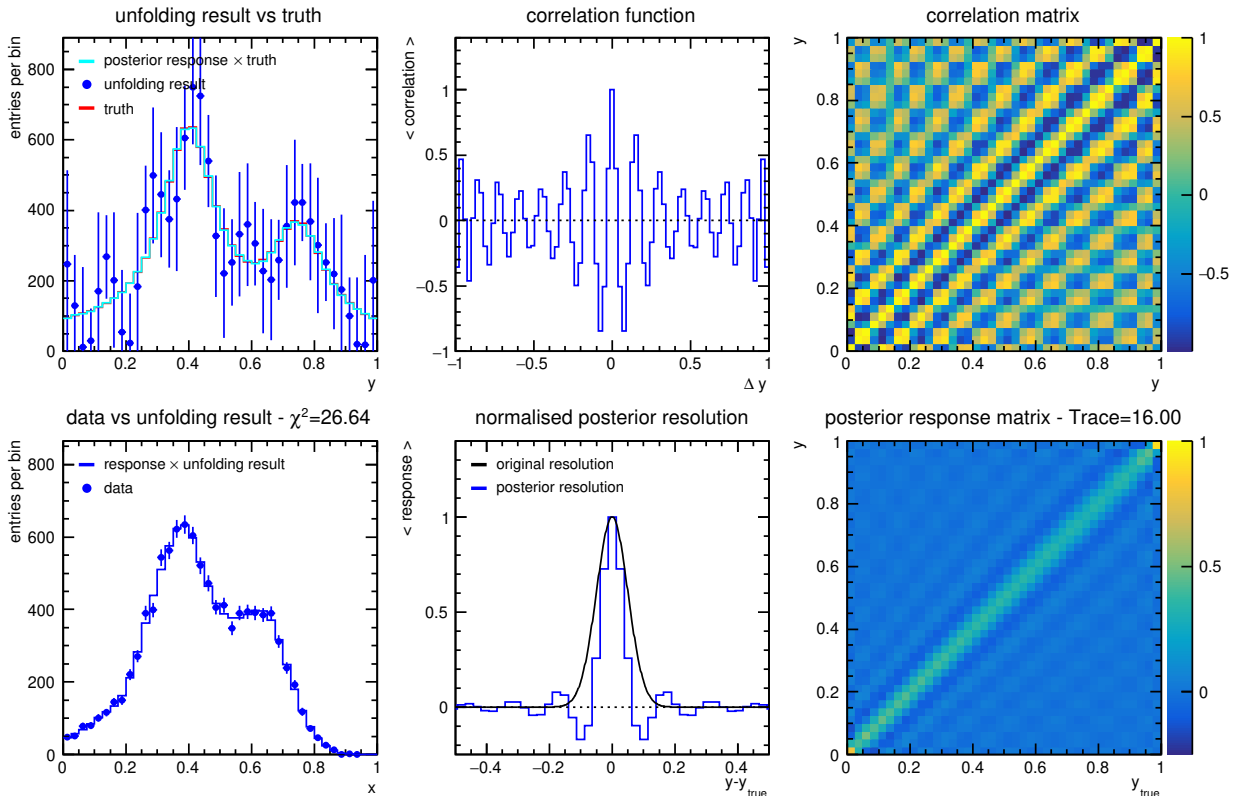 unfolding result vs truth
entries per bin
800
600
400
200
0
posterior response × truth
unfolding result
truth
0 0.2 0.4 0.6 0.8 1
y
correlation function
< correlation >
1
0.5
0
−0.5
−1
−1 −0.5 0 0.5 1
Δ y
correlation matrix
y
1
0.8
0.6
0.4
0.2
0
0 0.2 0.4 0.6 0.8 1
y
1
0.5
0
−0.5
data vs unfolding result - χ²=26.64
entries per bin
800
600
400
200
0
response × unfolding result
data
0 0.2 0.4 0.6 0.8 1
x
normalised posterior resolution
< response >
1
0.5
0
original resolution
posterior resolution
−0.4 −0.2 0 0.2 0.4
y-y_true
posterior response matrix - Trace=16.00
y
1
0.8
0.6
0.4
0.2
0
0 0.2 0.4 0.6 0.8 1
y_true
1
0.5
0